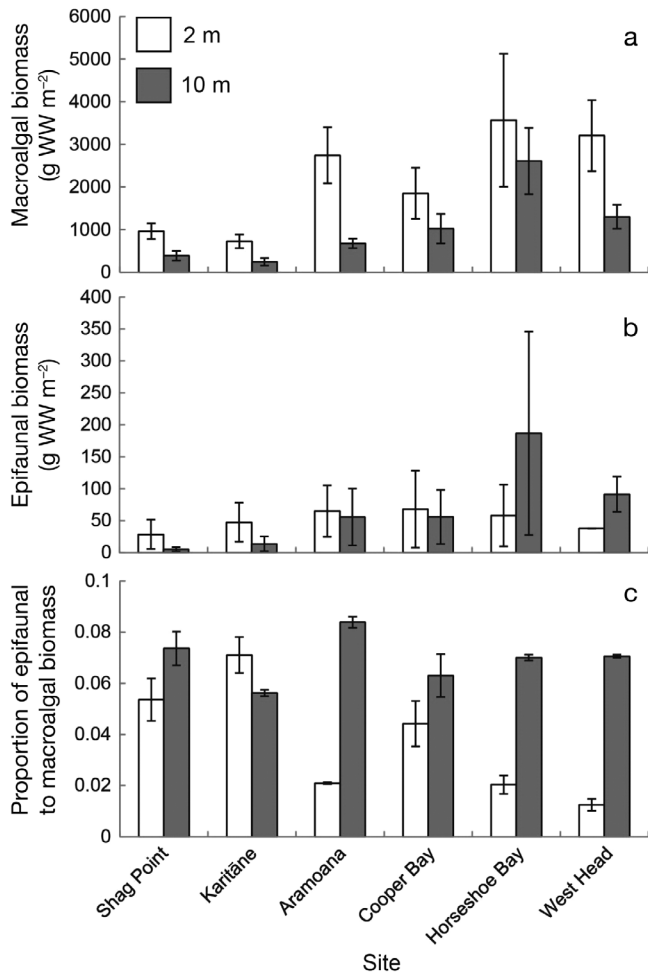 6000
5000
4000
3000
2000
1000
0
Macroalgal biomass
(g WW m⁻²)
2 m
10 m
a
400
350
300
250
200
150
100
50
0
Epifaunal biomass
(g WW m⁻²)
b
0.1
0.08
0.06
0.04
0.02
0
Proportion of epifaunal
to macroalgal biomass
c
Shag Point
Karitäne
Aramoana
Cooper Bay
Horseshoe Bay
West Head
Site